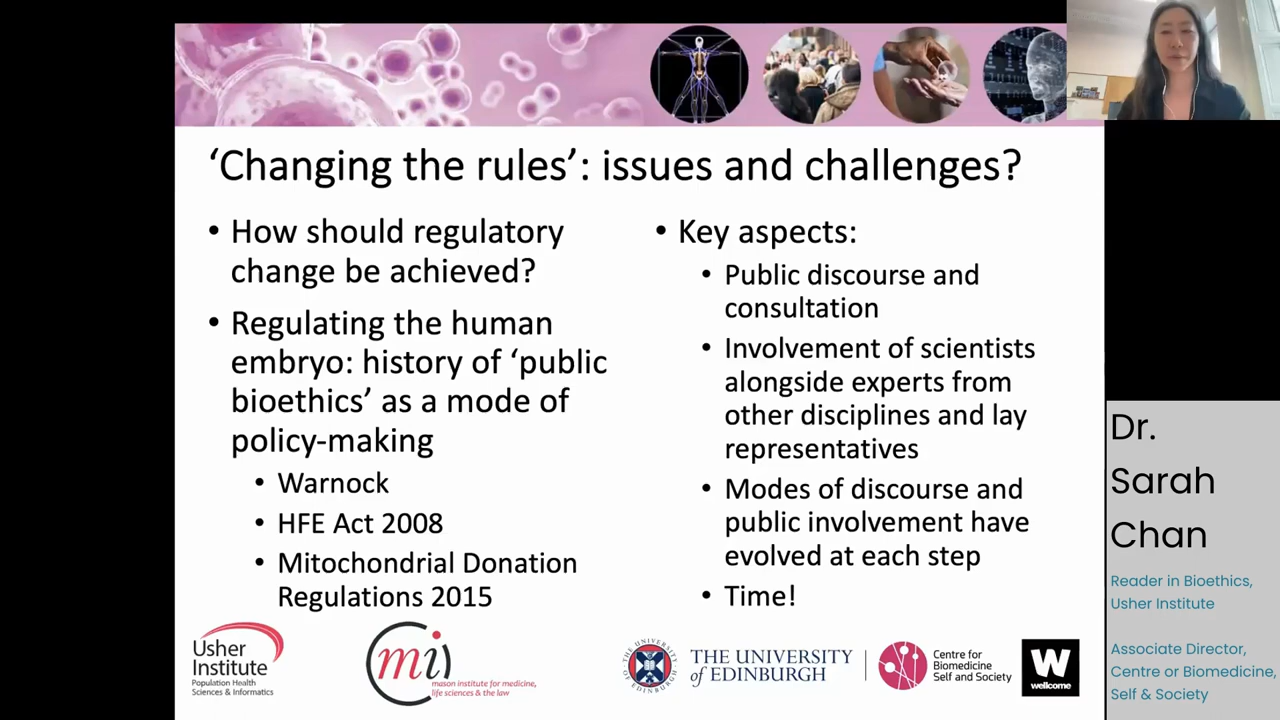 'Changing the rules': issues and challenges?
• How should regulatory
change be achieved?
• Regulating the human
embryo: history of 'public
bioethics' as a mode of
policy-making
• Warnock
• HFE Act 2008
• Mitochondrial Donation
Regulations 2015
• Key aspects:
• Public discourse and
consultation
• Involvement of scientists
alongside experts from
other disciplines and lay
representatives
• Modes of discourse and
public involvement have
evolved at each step
• Time!
Usher
Institute
Population Health
Sciences & Informatics
mi
mason institute for medicine,
life sciences & the law
THE UNIVERSITY
OF EDINBURGH
THE UNIVERSITY
of EDINBURGH
Centre for
Biomedicine
Self and Society
W
wellcome
Dr.
Sarah
Chan
Reader in Bioethics,
Usher Institute
Associate Director,
Centre or Biomedicine,
Self & Society